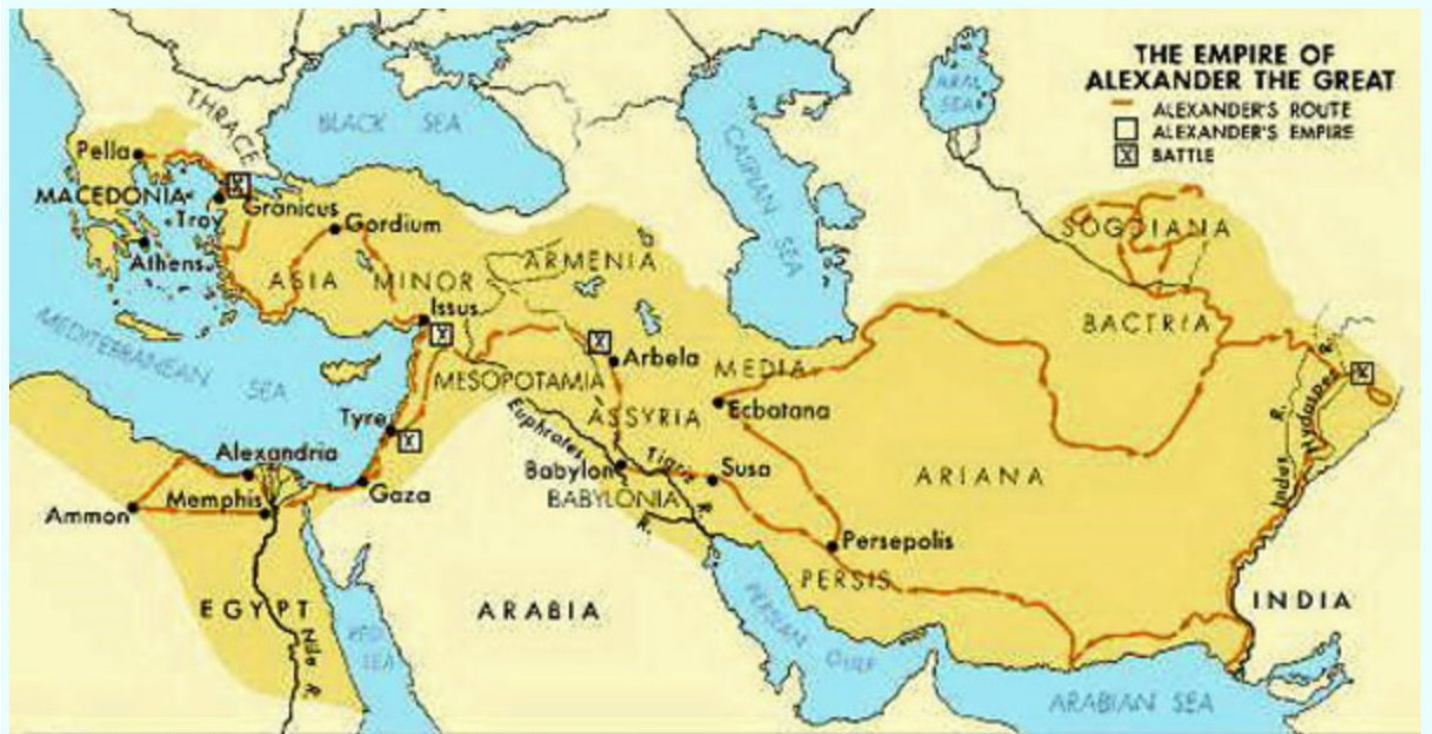 THE EMPIRE OF
ALEXANDER THE GREAT
ALEXANDER'S ROUTE
ALEXANDER'S EMPIRE
X BATTLE
ARAL
SEA
THRACE
BLACK SEA
CASPIAN SEA
Pella
X
MACEDONIA
Granicus
Troy
Gordium
SOGDIANA
Athens
ARMENIA
ASIA MINOR
Issus
X
BACTRIA
MEDITERRANEAN SEA
X
Arbela
MEDIA
R.
X
MESOPOTAMIA
Hydaspes
Ecbatana
ASSYRIA
Tyre
X
Euphrates
R.
Alexandria
Tigris
Babylon
Susa
ARIANA
Indus
Memphis
Gaza
BABYLONIA
R.
Ammon
R.
Persepolis
PERSIS
EGYPT
ARABIA
INDIA
Nile R.
RED
SEA
PERSIAN GULF
ARABIAN SEA